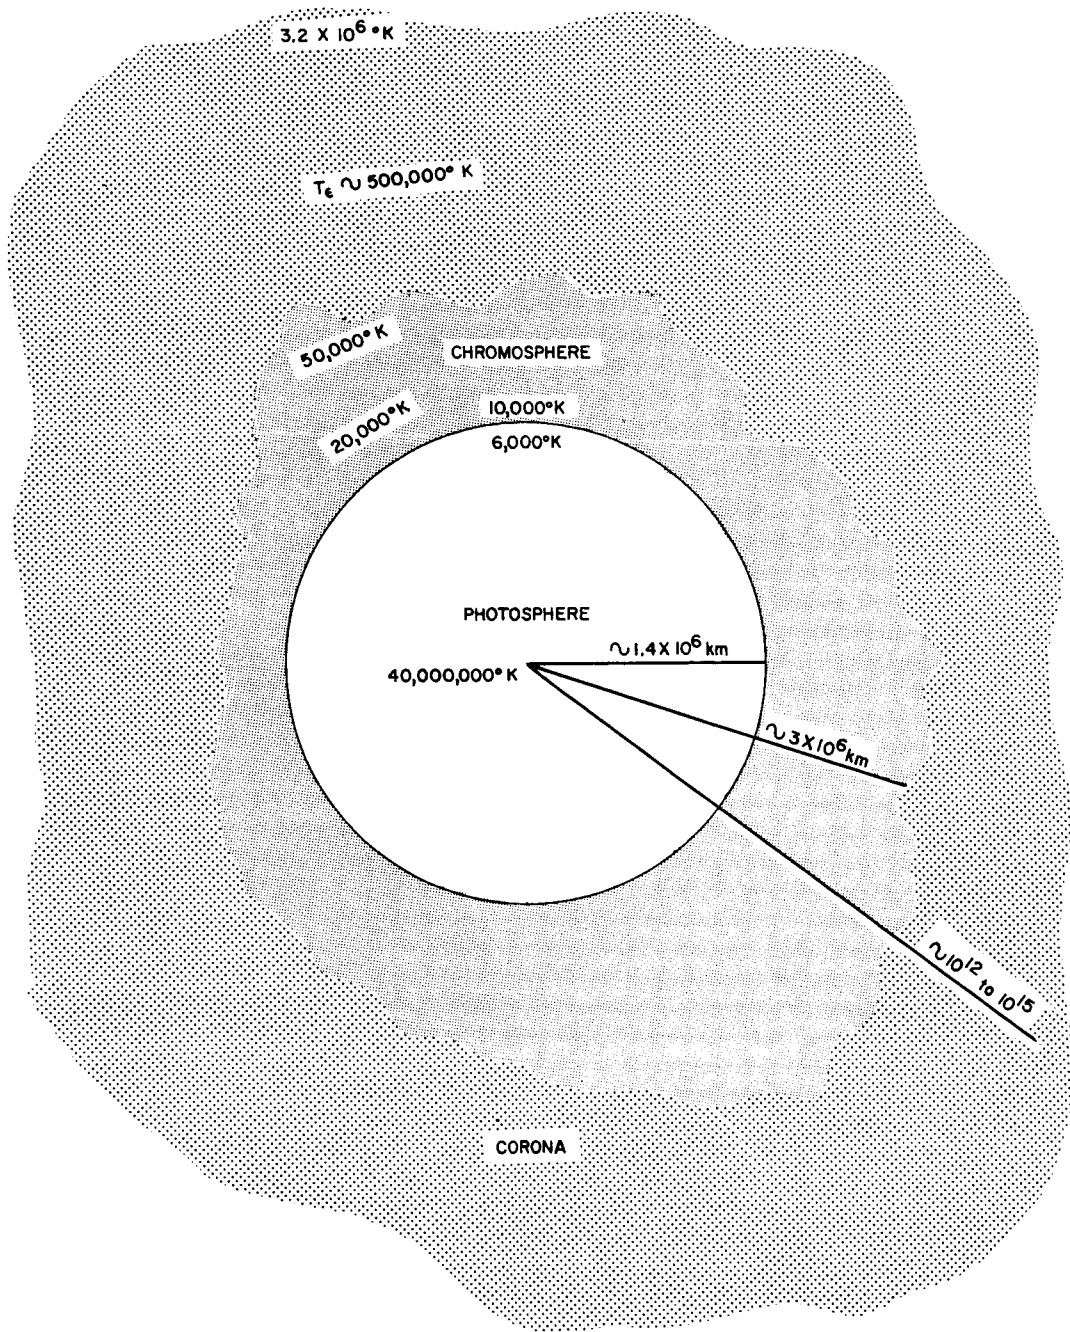 3.2 X 10⁶ °K
Tε ~ 500,000° K
50,000° K
CHROMOSPHERE
20,000°K
10,000°K
6,000°K
PHOTOSPHERE
~1.4 X 10⁶ km
40,000,000° K
~3 X 10⁶ km
~10¹² to 10¹⁵
CORONA